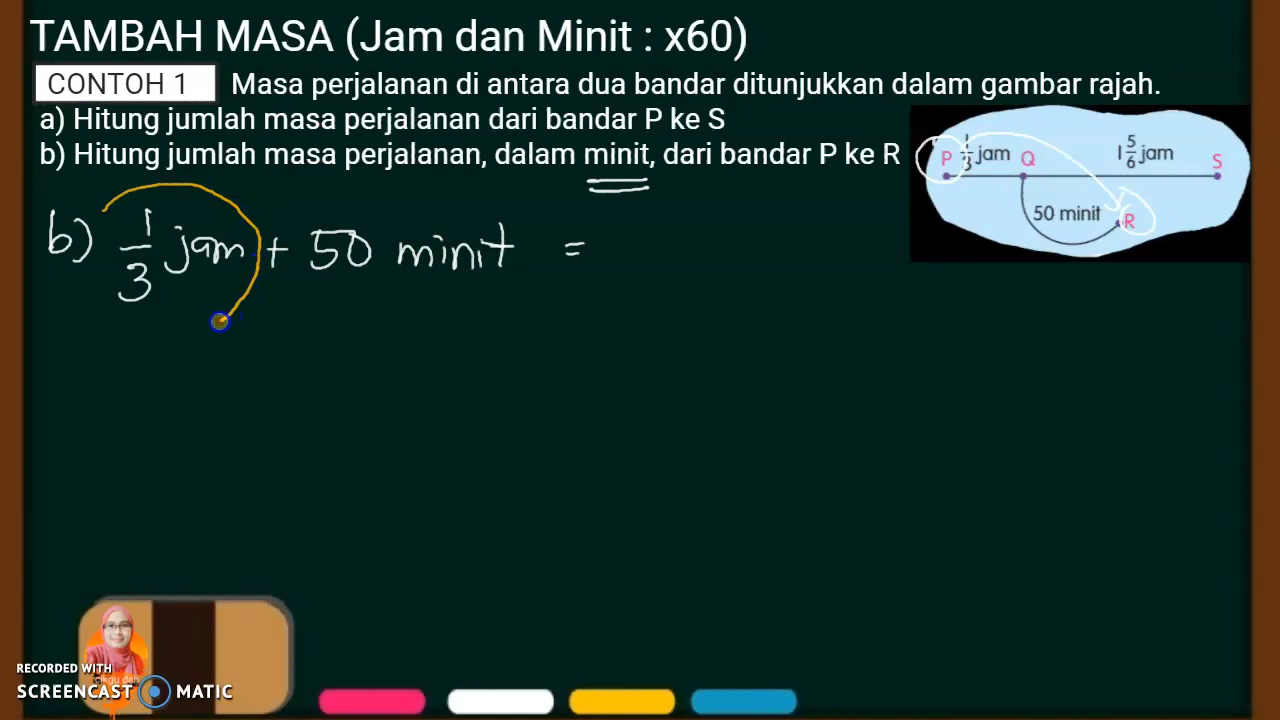 TAMBAH MASA (Jam dan Minit : x60)
CONTOH 1 Masa perjalanan di antara dua bandar ditunjukkan dalam gambar rajah.
a) Hitung jumlah masa perjalanan dari bandar P ke S
b) Hitung jumlah masa perjalanan, dalam minit, dari bandar P ke R
P 1/3 jam Q 1 5/6 jam S
50 minit R
b) 1/3 jam + 50 minit =
RECORDED WITH
SCREENCAST MATIC